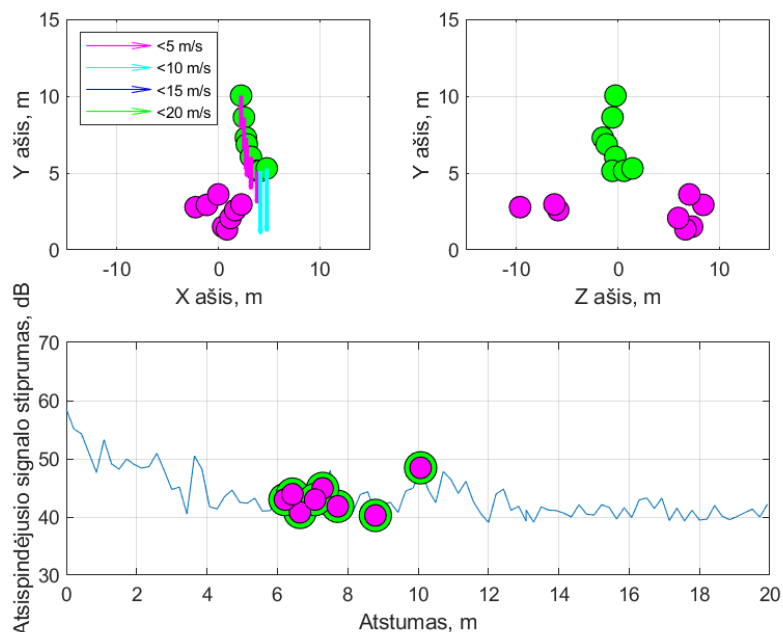 15
10
5
0
Y ašis, m
<5 m/s
<10 m/s
<15 m/s
<20 m/s
-10 0 10
X ašis, m
15
10
5
0
Y ašis, m
-10 0 10
Z ašis, m
70
60
50
40
30
Atsispindėjusio signalo stiprumas, dB
0 2 4 6 8 10 12 14 16 18 20
Atstumas, m